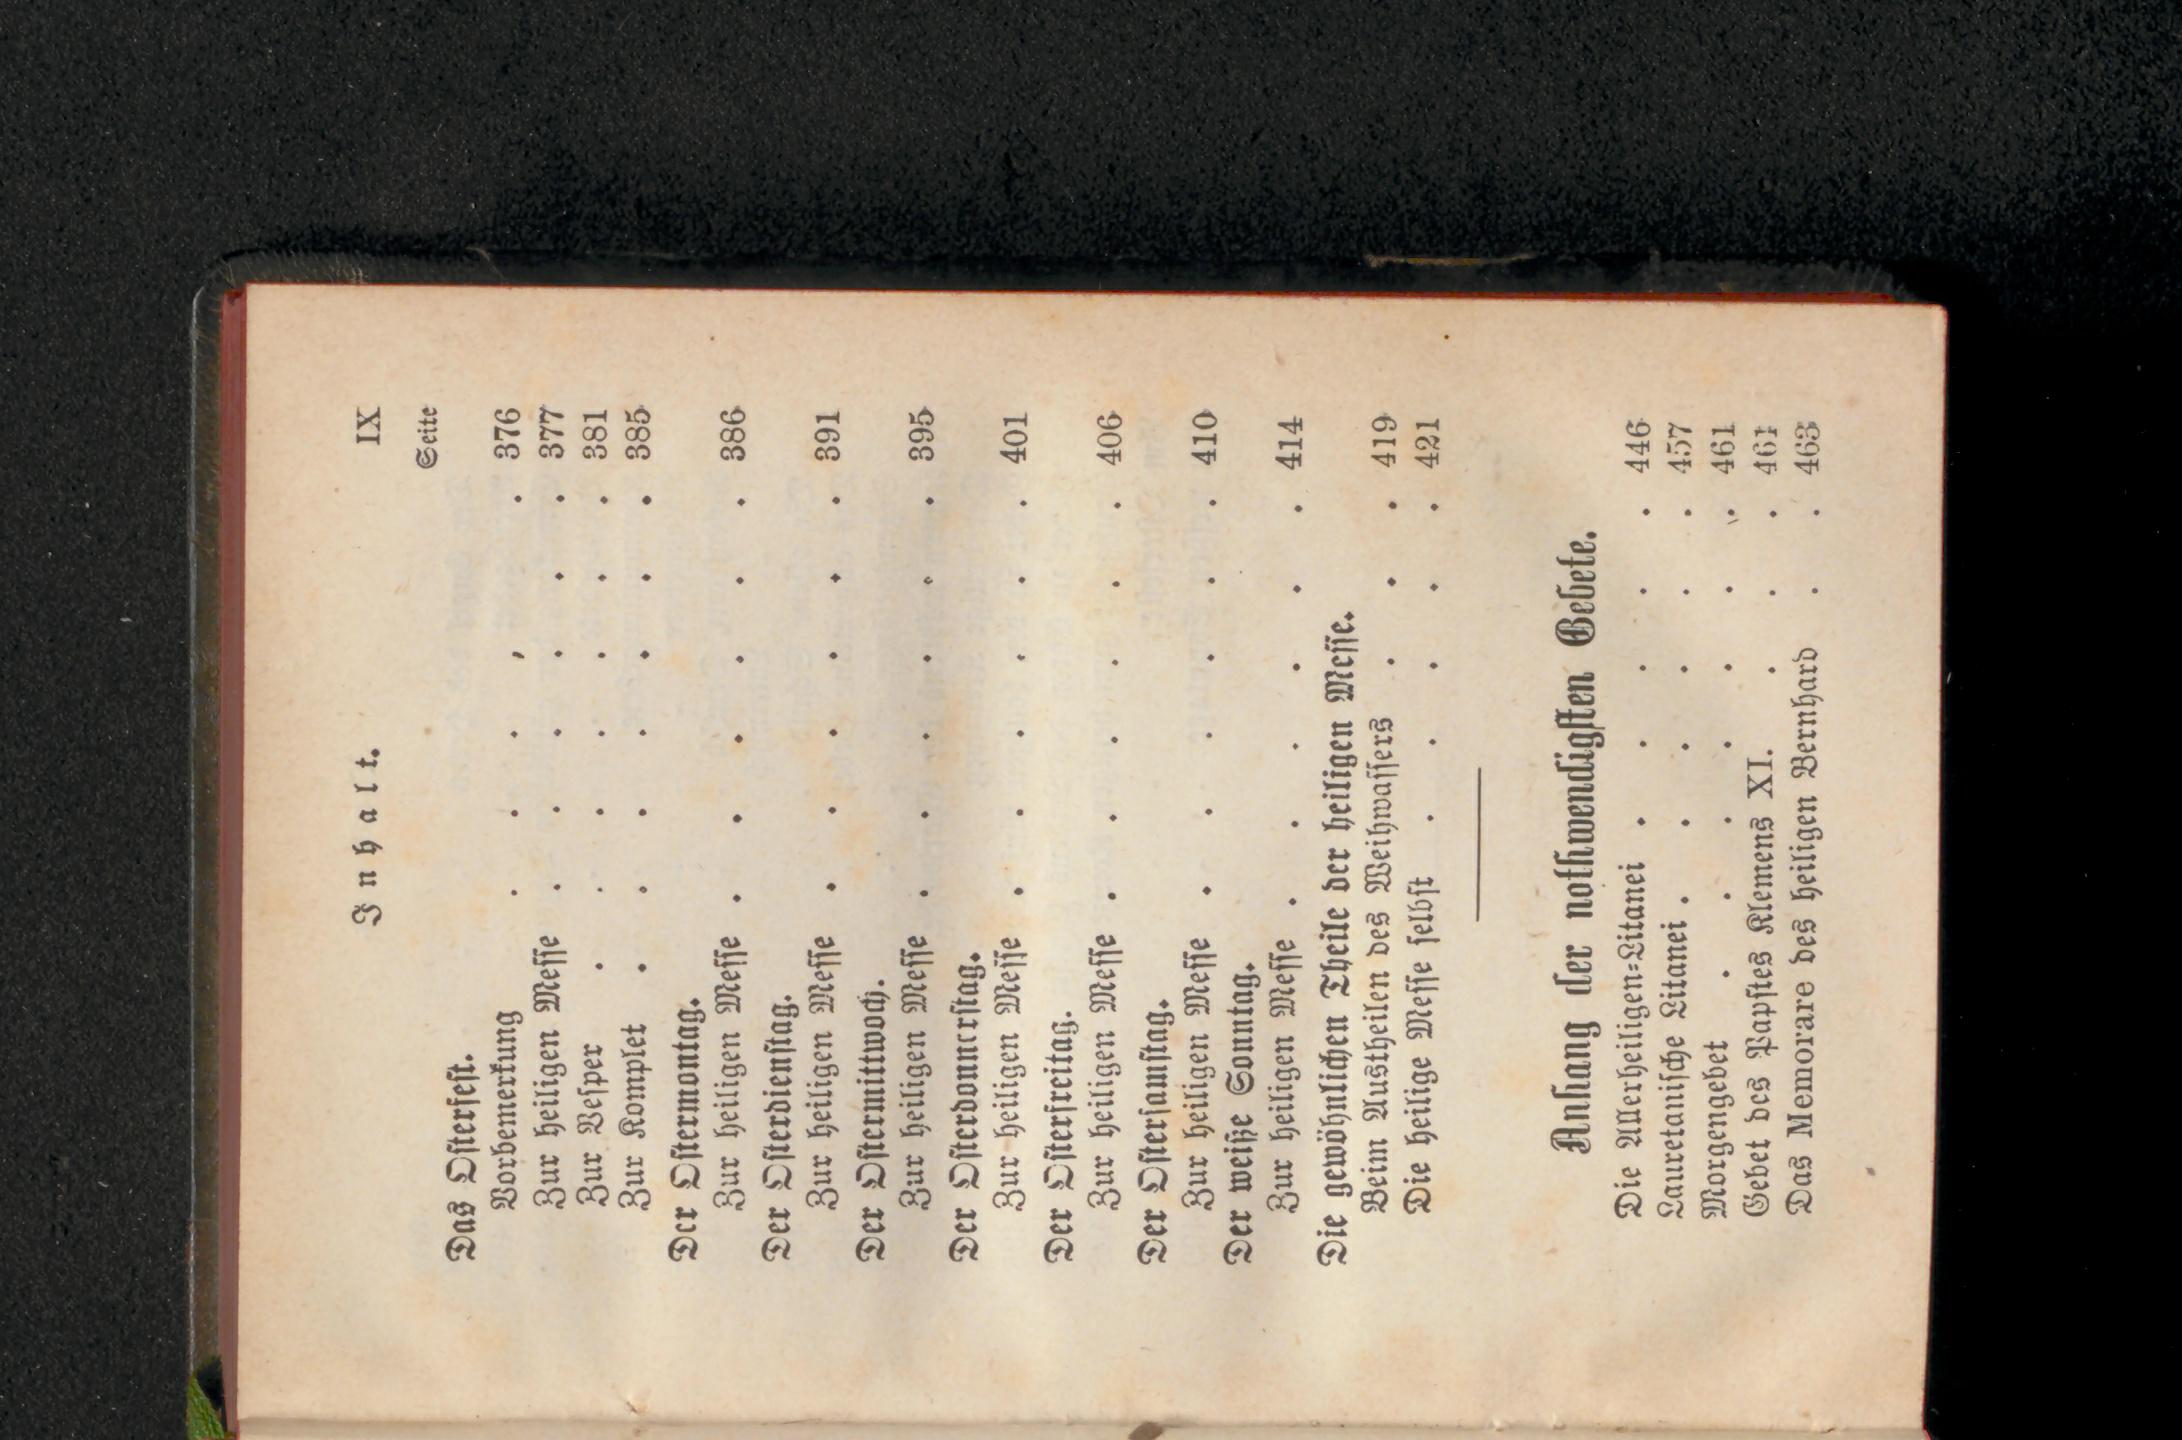 Inhalt. IX
Seite
Das Osterfest.
Vorbemerkung . . . . . 376
Zur heiligen Messe . . . . . . 377
Zur Vesper . . . . . . . 381
Zur Komplet . . . . . . . 385
Der Ostermontag.
Zur heiligen Messe . . . . . . 386
Der Osterdienstag.
Zur heiligen Messe . . . . . . 391
Der Ostermittwoch.
Zur heiligen Messe . . . . . . 395
Der Osterdonnerstag.
Zur heiligen Messe . . . . . . 401
Der Osterfreitag.
Zur heiligen Messe . . . . . . 406
Der Ostersamstag.
Zur heiligen Messe . . . . . . 410
Der weiße Sonntag.
Zur heiligen Messe . . . . . . 414
Die gewöhnlichen Theile der heiligen Messe.
Beim Austheilen des Weihwassers . . . 419
Die heilige Messe selbst . . . . . 421
Anhang der nothwendigsten Gebete.
Die Allerheiligen-Litanei . . . . . 446
Lauretanische Litanei . . . . . . 457
Morgengebet . . . . . . . 461
Gebet des Papstes Klemens XI. . . . 461
Das Memorare des heiligen Bernhard . . 463